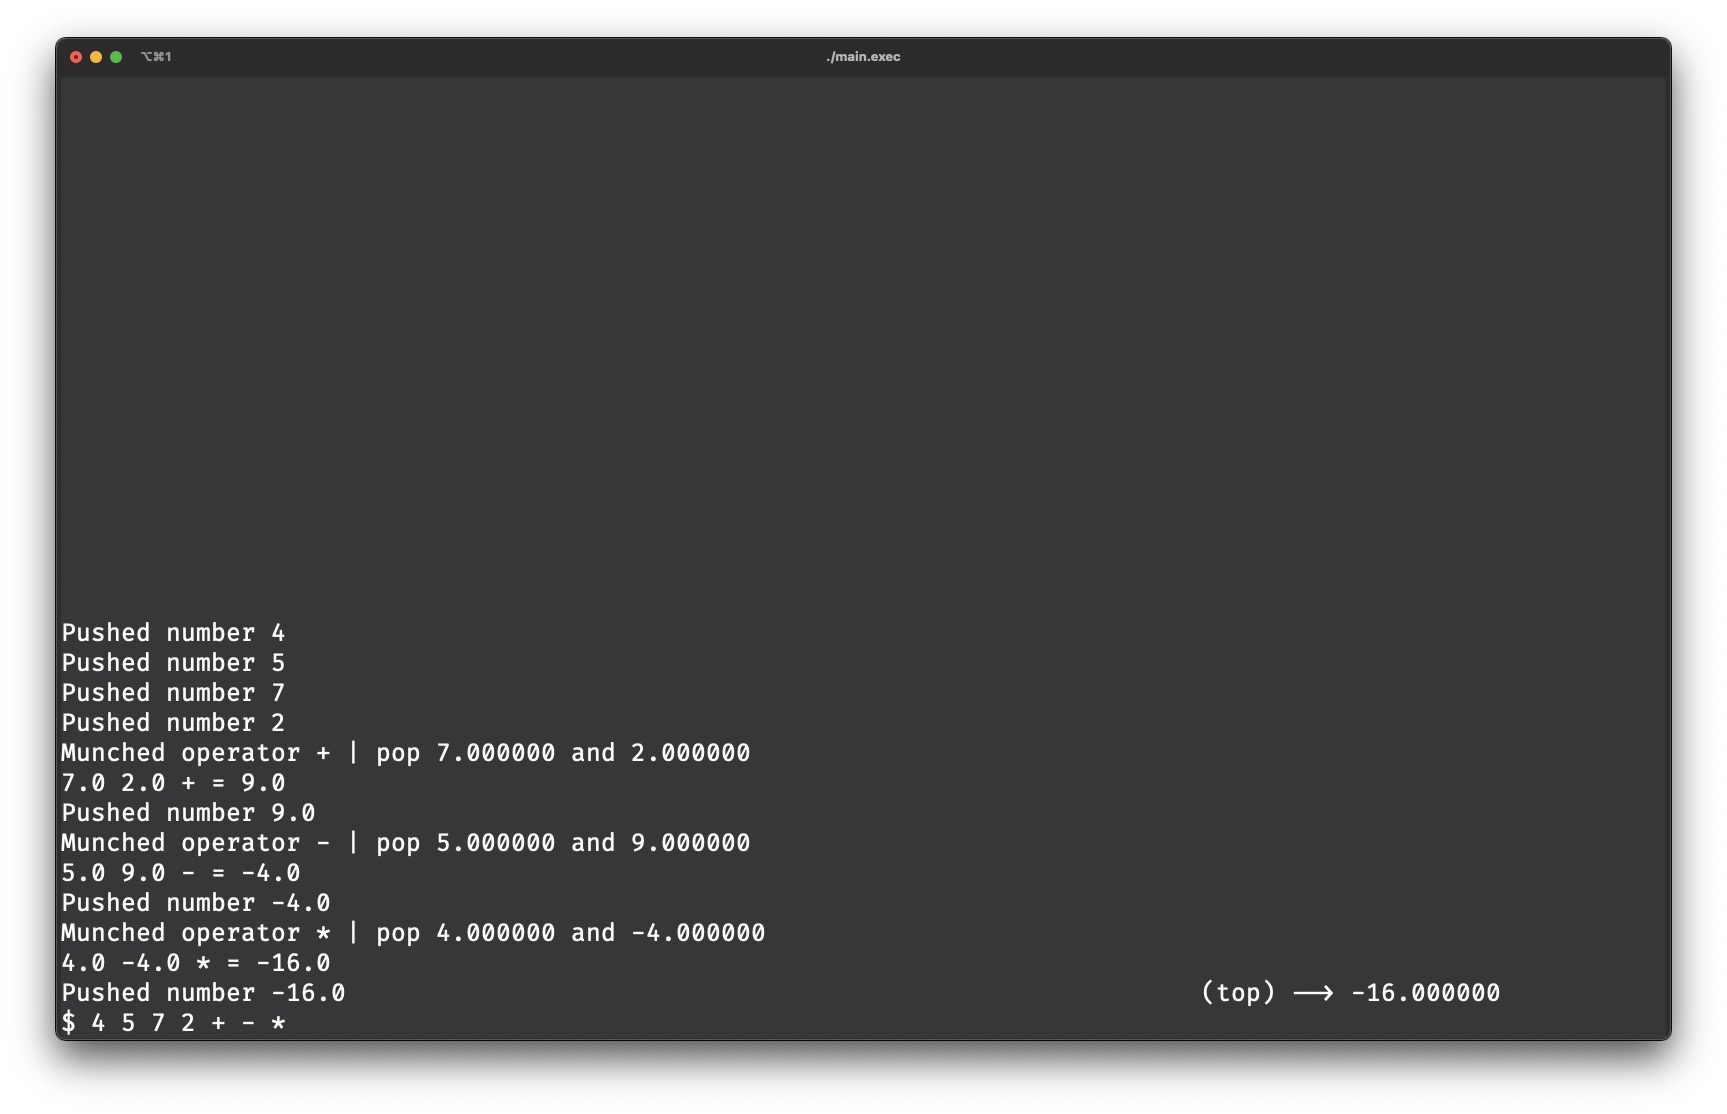 ⌥⌘1 ./main.exec
Pushed number 4
Pushed number 5
Pushed number 7
Pushed number 2
Munched operator + | pop 7.000000 and 2.000000
7.0 2.0 + = 9.0
Pushed number 9.0
Munched operator - | pop 5.000000 and 9.000000
5.0 9.0 - = -4.0
Pushed number -4.0
Munched operator * | pop 4.000000 and -4.000000
4.0 -4.0 * = -16.0
Pushed number -16.0 (top) ⟶ -16.000000
$ 4 5 7 2 + - *